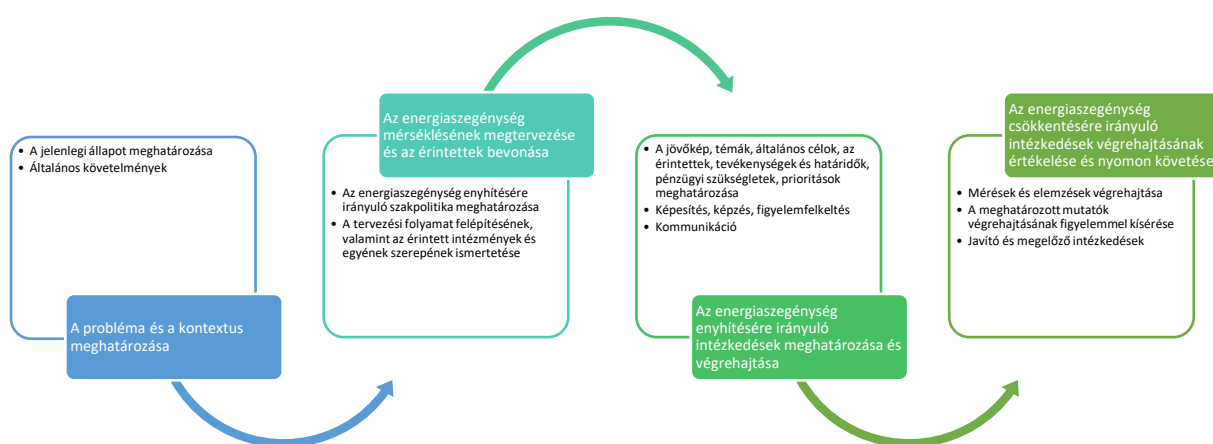 • A jelenlegi állapot meghatározása
• Általános követelmények
A probléma és a kontextus
meghatározása
Az energiaszegénység
mérséklésének megtervezése
és az érintettek bevonása
• Az energiaszegénység enyhítésére
irányuló szakpolitika meghatározása
• A tervezési folyamat felépítésének,
valamint az érintett intézmények és
egyének szerepének ismertetése
• A jövőkép, témák, általános célok, az
érintettek, tevékenységek és határidők,
pénzügyi szükségletek, prioritások
meghatározása
• Képesítés, képzés, figyelemfelkeltés
• Kommunikáció
Az energiaszegénység
enyhítésére irányuló
intézkedések meghatározása és
végrehajtása
Az energiaszegénység
csökkentésére irányuló
intézkedések végrehajtásának
értékelése és nyomon követése
• Mérések és elemzések végrehajtása
• A meghatározott mutatók
végrehajtásának figyelemmel kísérése
• Javító és megelőző intézkedések